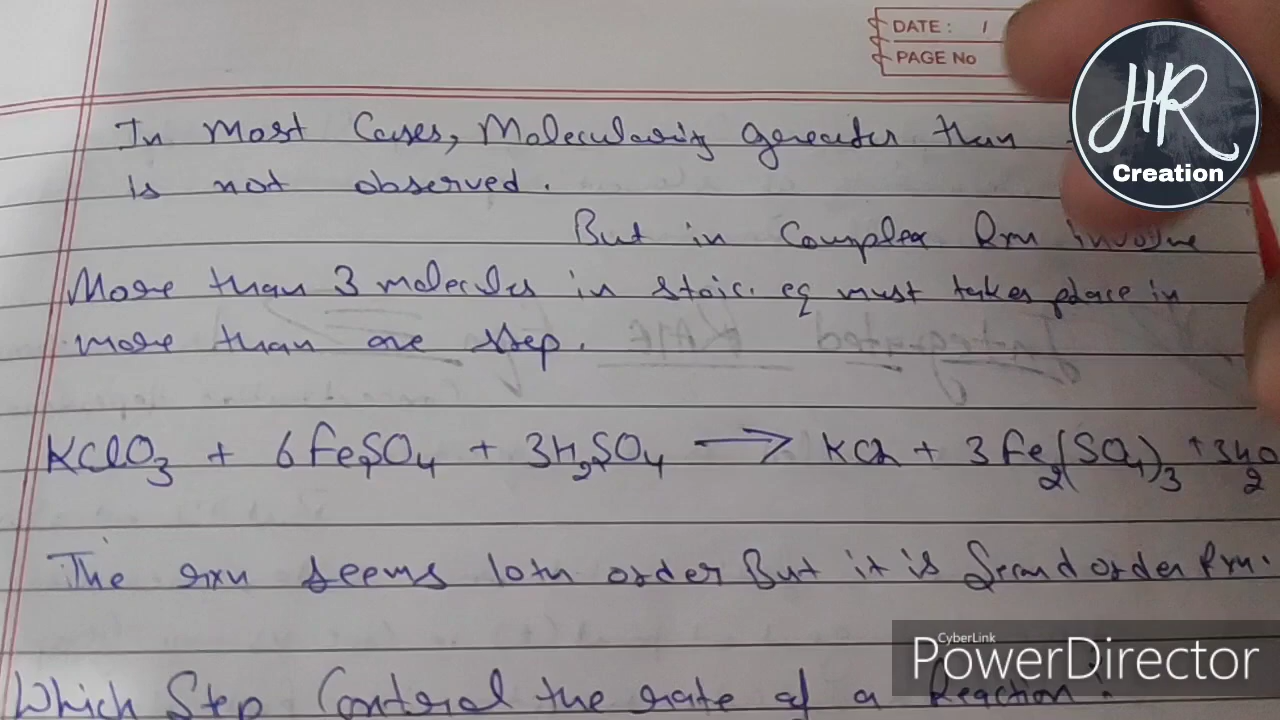 DATE: /
PAGE No
HR
Creation
In Most Cases, Molecularity gereater than
is not observed.
But in Complex Rxn involve
More than 3 molecules in stoic. eq must takes place in
more than one step.
KClO3 + 6FeSO4 + 3H2SO4 → KCl + 3Fe2(SO4)3 + 3H2O
The rxn seems 10th order But it is Second order Rxn.
Which Step Control the rate of a Reaction:
CyberLink
PowerDirector